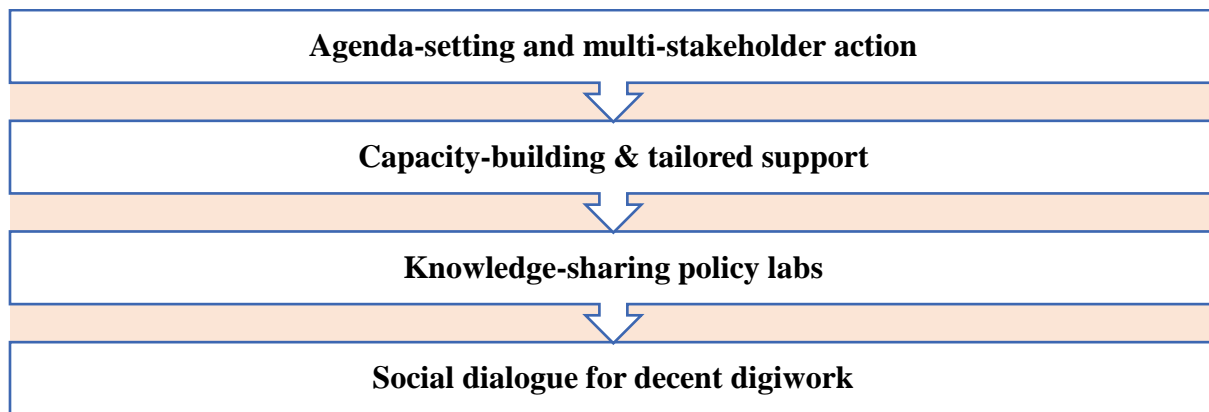 Agenda-setting and multi-stakeholder action
Capacity-building & tailored support
Knowledge-sharing policy labs
Social dialogue for decent digiwork